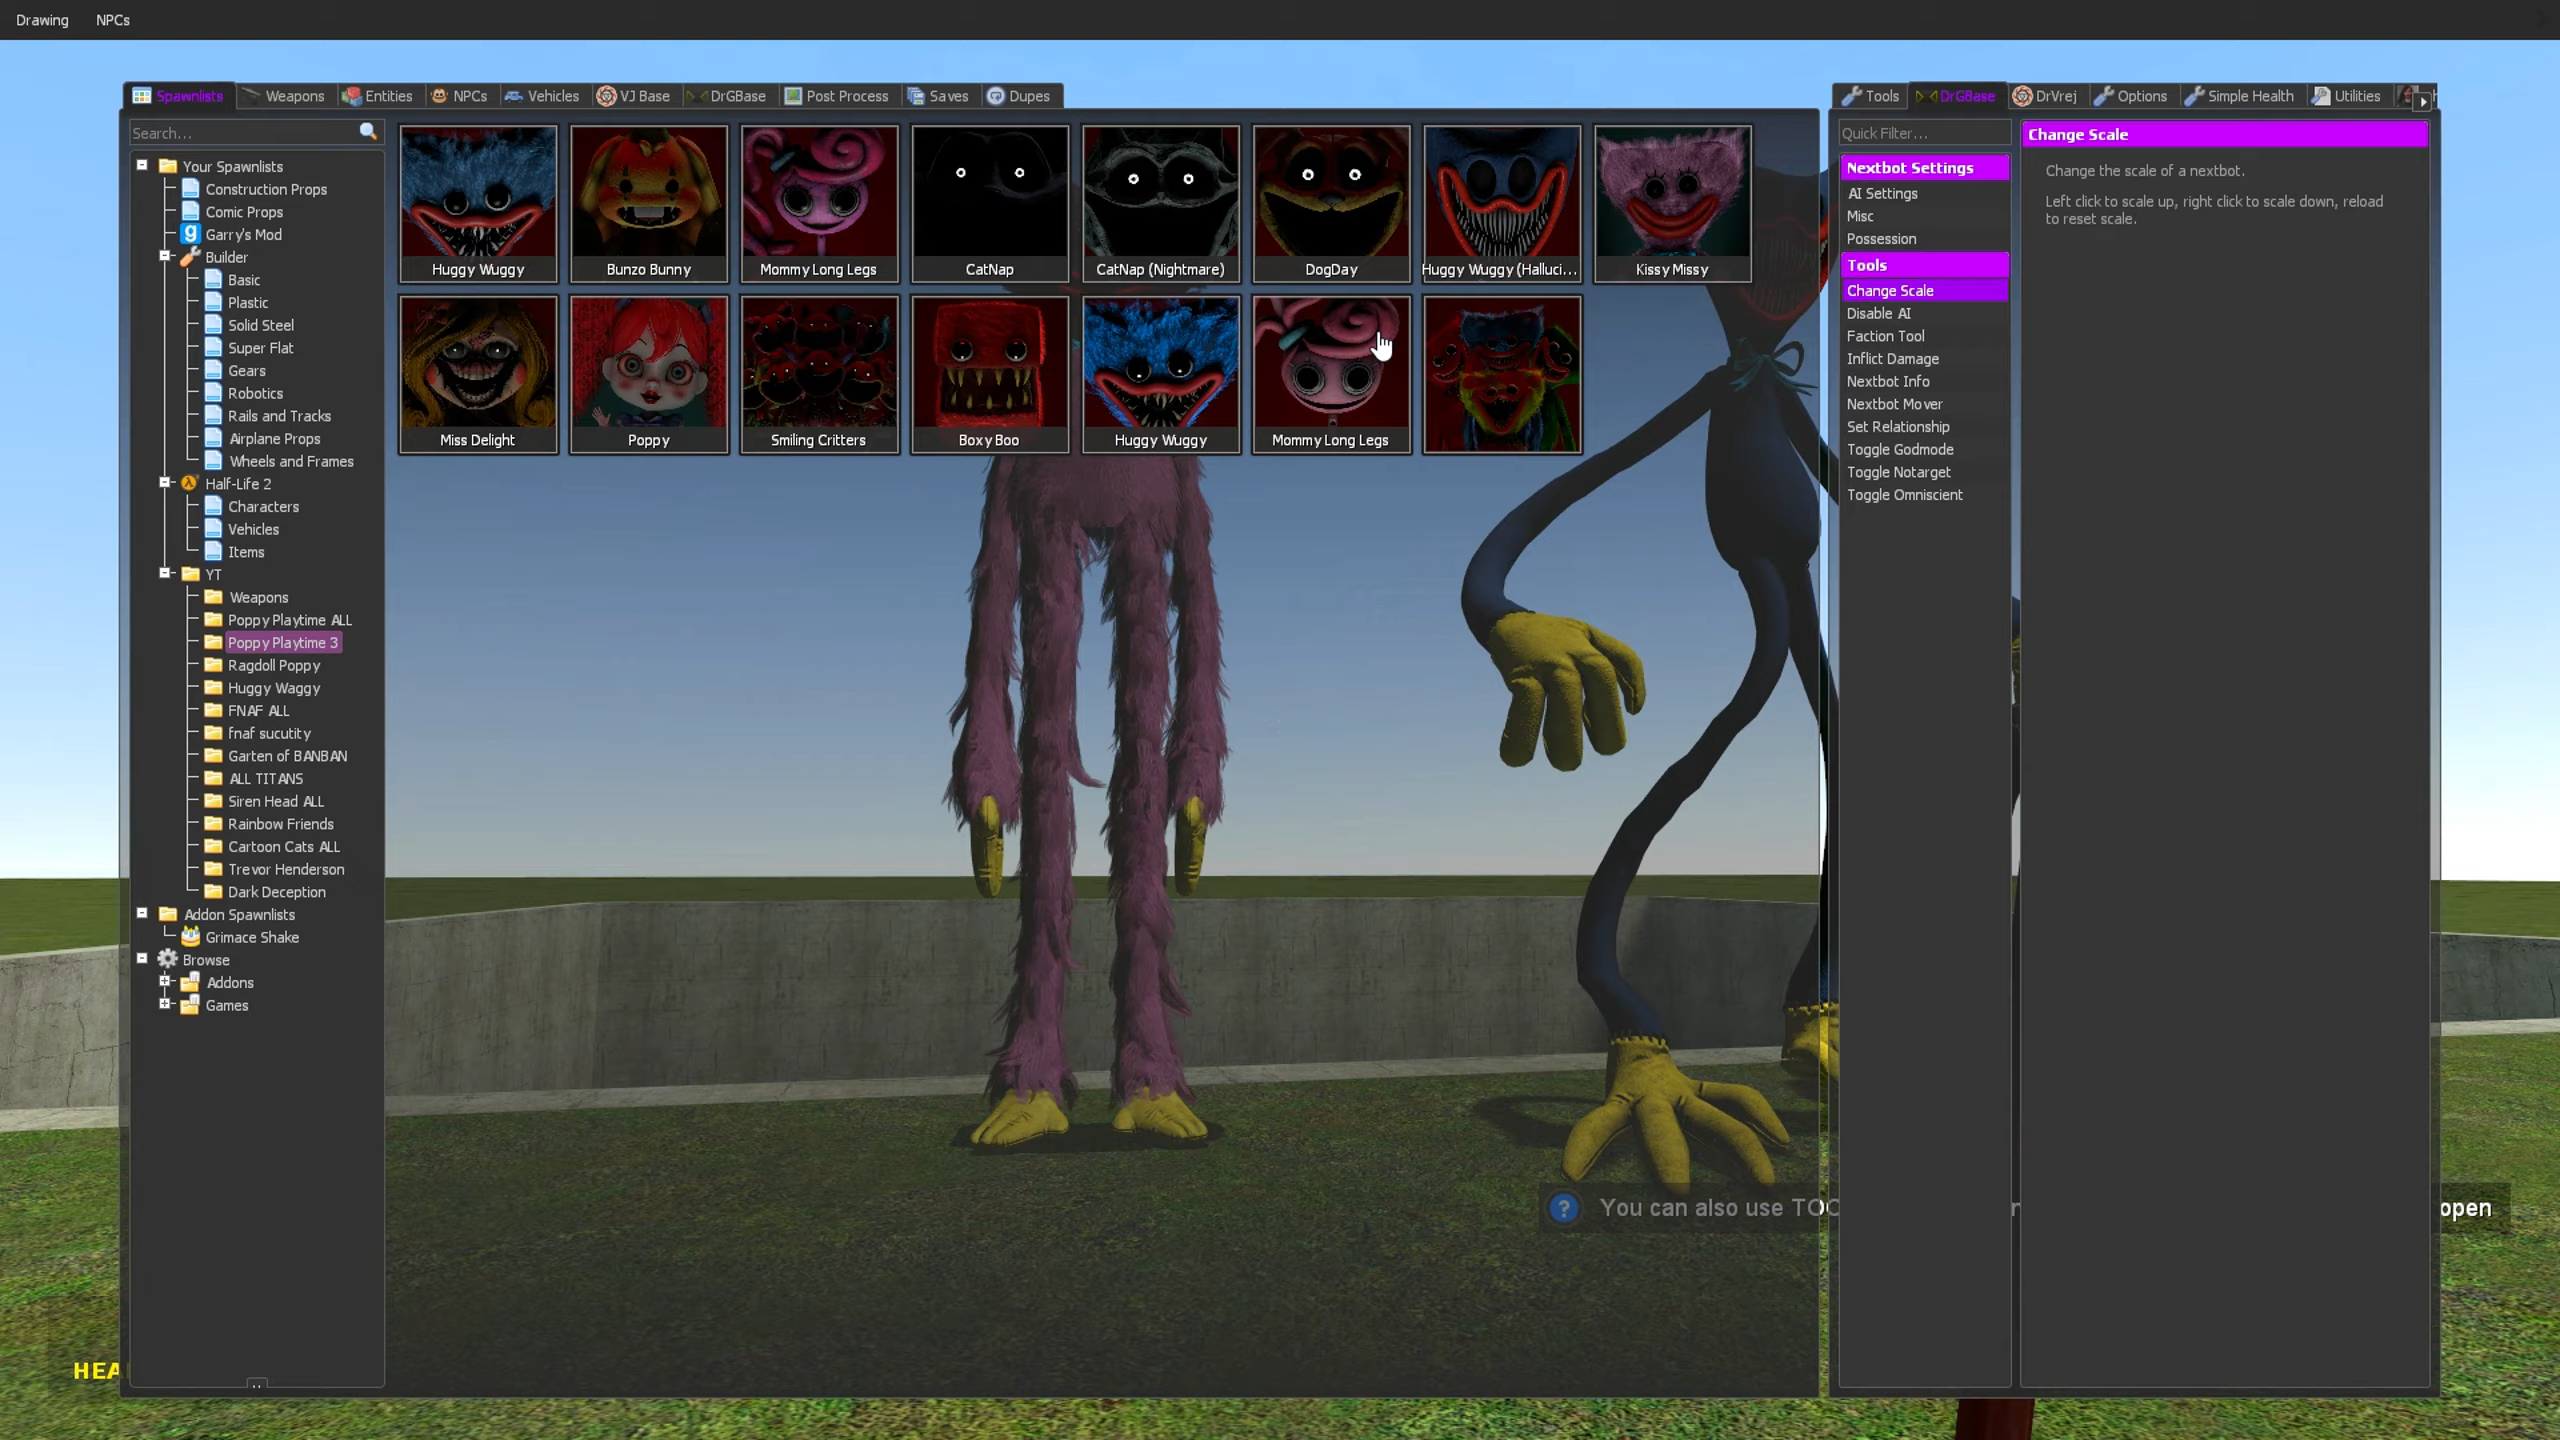 Drawing NPCs
Spawnlists Weapons Entities NPCs Vehicles VJ Base DrGBase Post Process Saves Dupes
Search...
Your Spawnlists
Construction Props
Comic Props
Garry's Mod
Builder
Basic
Plastic
Solid Steel
Super Flat
Gears
Robotics
Rails and Tracks
Airplane Props
Wheels and Frames
Half-Life 2
Characters
Vehicles
Items
YT
Weapons
Poppy Playtime ALL
Poppy Playtime 3
Ragdoll Poppy
Huggy Waggy
FNAF ALL
fnaf sucutity
Garten of BANBAN
ALL TITANS
Siren Head ALL
Rainbow Friends
Cartoon Cats ALL
Trevor Henderson
Dark Deception
Addon Spawnlists
Grimace Shake
Browse
Addons
Games
Huggy Wuggy Bunzo Bunny Mommy Long Legs CatNap CatNap (Nightmare) DogDay Huggy Wuggy (Halluci... Kissy Missy
Miss Delight Poppy Smiling Critters Boxy Boo Huggy Wuggy Mommy Long Legs
Tools DrGBase DrVrej Options Simple Health Utilities
Quick Filter...
Nextbot Settings
AI Settings
Misc
Possession
Tools
Change Scale
Disable AI
Faction Tool
Inflict Damage
Nextbot Info
Nextbot Mover
Set Relationship
Toggle Godmode
Toggle Notarget
Toggle Omniscient
Change Scale
Change the scale of a nextbot.
Left click to scale up, right click to scale down, reload
to reset scale.
You can also use open
HEA